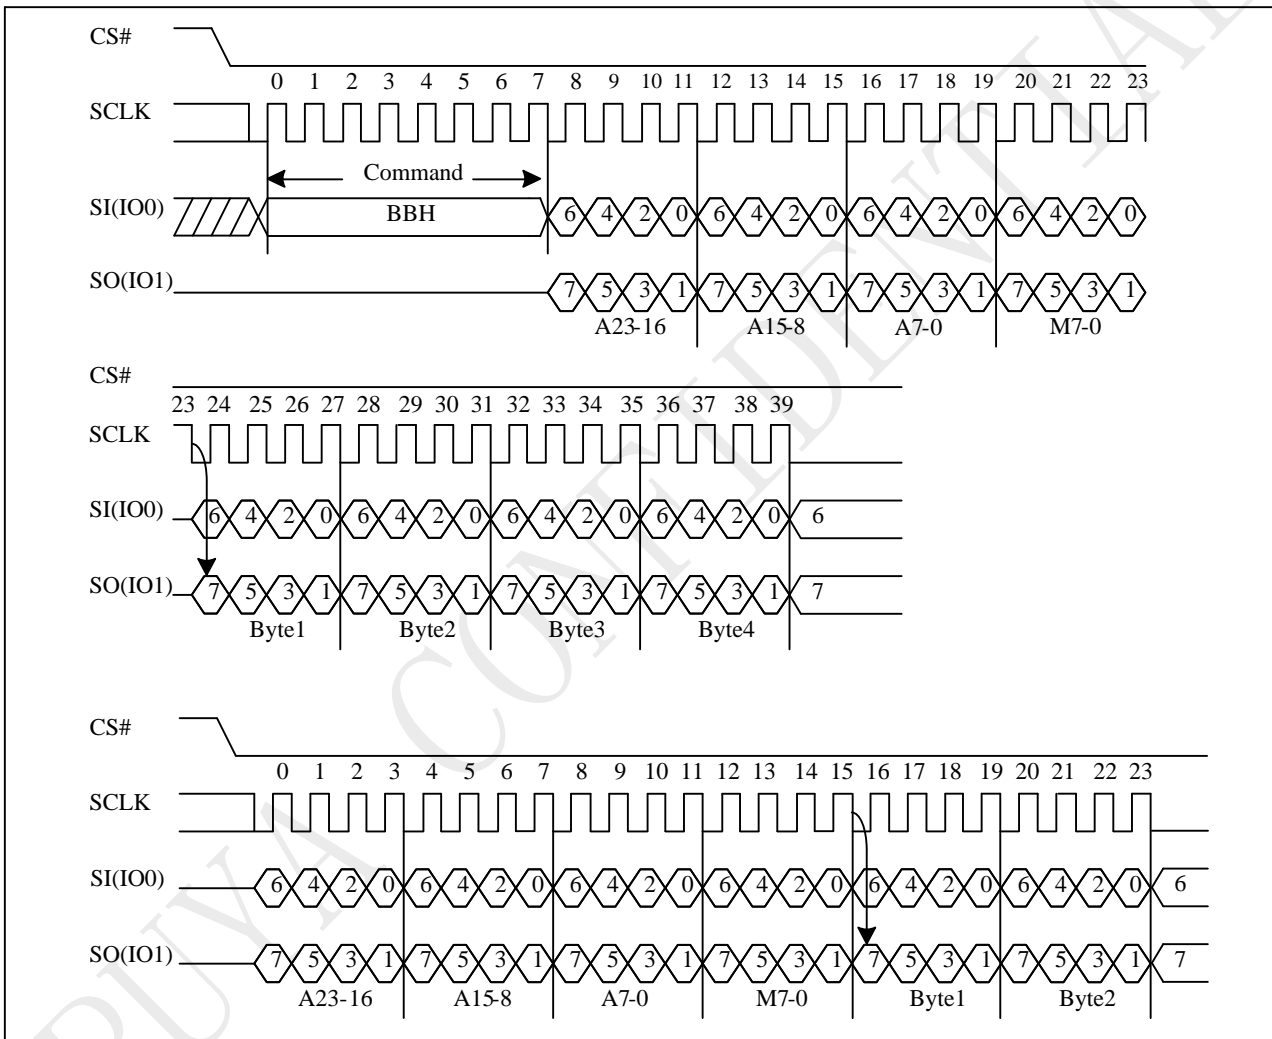 CS#
0 1 2 3 4 5 6 7 8 9 10 11 12 13 14 15 16 17 18 19 20 21 22 23
SCLK
Command
SI(IO0) BBH 6 4 2 0 6 4 2 0 6 4 2 0 6 4 2 0
SO(IO1) 7 5 3 1 7 5 3 1 7 5 3 1 7 5 3 1
A23-16 A15-8 A7-0 M7-0
CS#
23 24 25 26 27 28 29 30 31 32 33 34 35 36 37 38 39
SCLK
SI(IO0) 6 4 2 0 6 4 2 0 6 4 2 0 6 4 2 0 6
SO(IO1) 7 5 3 1 7 5 3 1 7 5 3 1 7 5 3 1 7
Byte1 Byte2 Byte3 Byte4
CS#
0 1 2 3 4 5 6 7 8 9 10 11 12 13 14 15 16 17 18 19 20 21 22 23
SCLK
SI(IO0) 6 4 2 0 6 4 2 0 6 4 2 0 6 4 2 0 6 4 2 0 6 4 2 0 6
SO(IO1) 7 5 3 1 7 5 3 1 7 5 3 1 7 5 3 1 7 5 3 1 7 5 3 1 7
A23-16 A15-8 A7-0 M7-0 Byte1 Byte2
PUYA CONFIDENTIAL